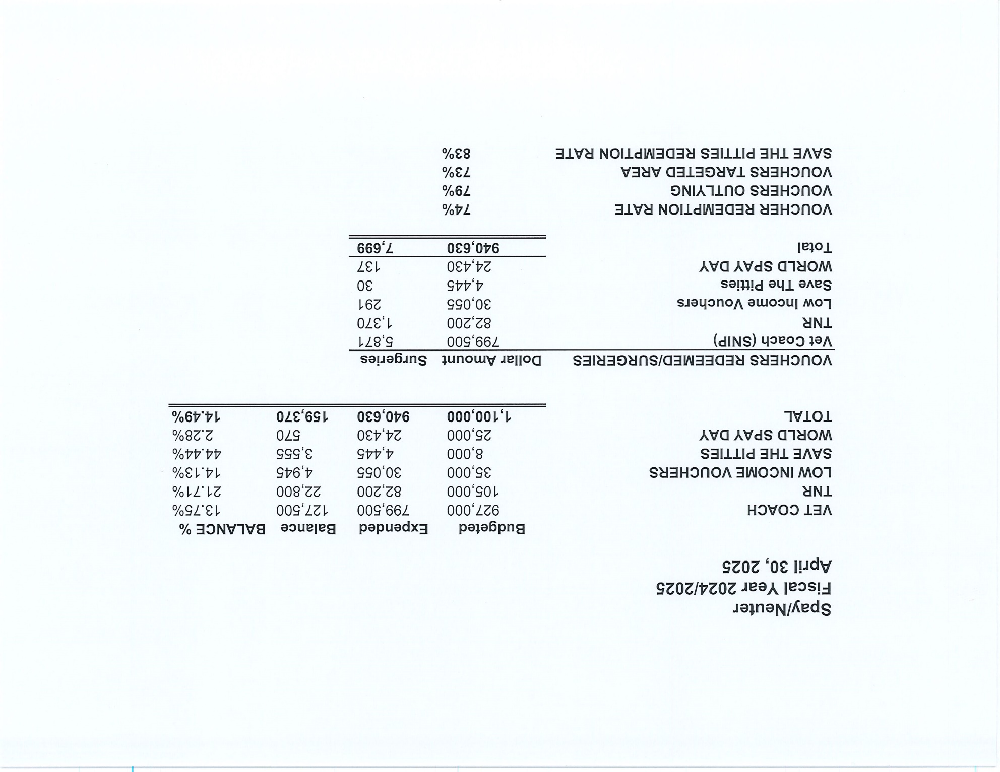 Spay/Neuter
Fiscal Year 2024/2025
April 30, 2025
Budgeted Expended Balance BALANCE %
VET COACH 927,000 799,500 127,500 13.75%
TNR 105,000 82,200 22,800 21.71%
LOW INCOME VOUCHERS 35,000 30,055 4,945 14.13%
SAVE THE PITTIES 8,000 4,445 3,555 44.44%
WORLD SPAY DAY 25,000 24,430 570 2.28%
TOTAL 1,100,000 940,630 159,370 14.49%
VOUCHERS REDEEMED/SURGERIES Dollar Amount Surgeries
Vet Coach (SNIP) 799,500 5,871
TNR 82,200 1,370
Low Income Vouchers 30,055 291
Save The Pitties 4,445 30
WORLD SPAY DAY 24,430 137
Total 940,630 7,699
VOUCHER REDEMPTION RATE 74%
VOUCHERS OUTLYING 79%
VOUCHERS TARGETED AREA 73%
SAVE THE PITTIES REDEMPTION RATE 83%